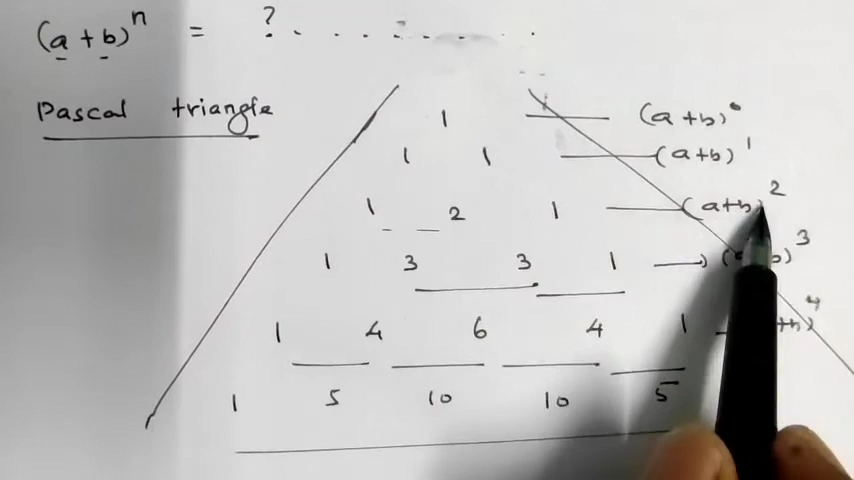 (a + b)^n = ? . . . . . . . .
Pascal triangle
1 (a+b)^0
1 1 (a+b)^1
1 2 1 (a+b)^2
1 3 3 1 → b)^3
1 4 6 4 1 +b)^4
1 5 10 10 5